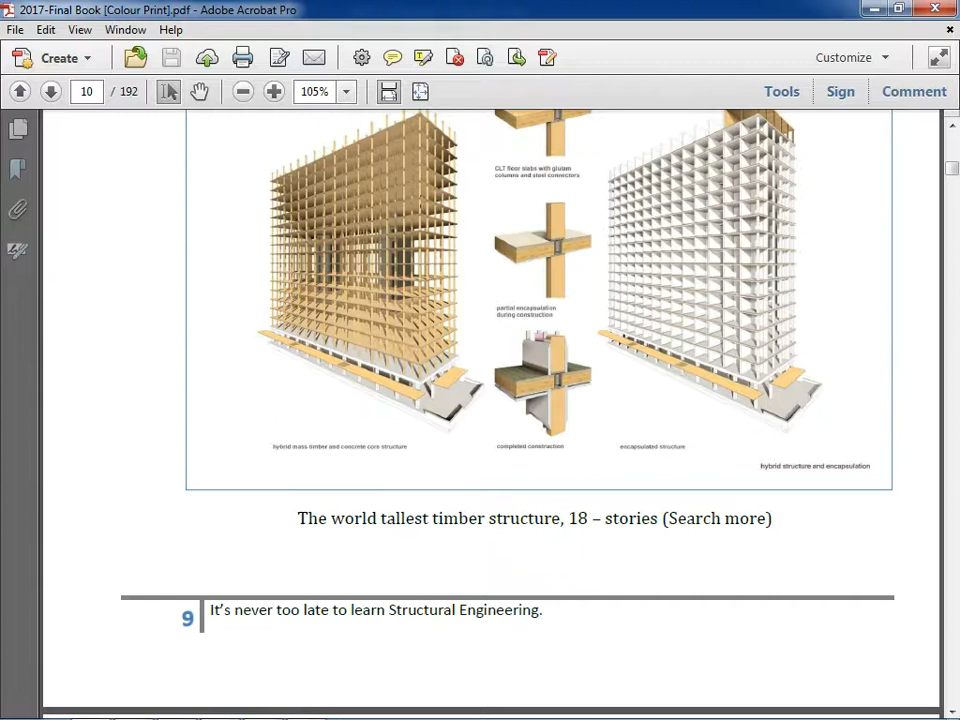 2017-Final Book [Colour Print].pdf - Adobe Acrobat Pro
File Edit View Window Help
Create
Customize
10 / 192
105%
Tools Sign Comment
CLT floor slabs with glulam
columns and steel connectors
partial encapsulation
during construction
hybrid mass timber and concrete core structure
completed construction
encapsulated structure
hybrid structure and encapsulation
The world tallest timber structure, 18 – stories (Search more)
9
It's never too late to learn Structural Engineering.